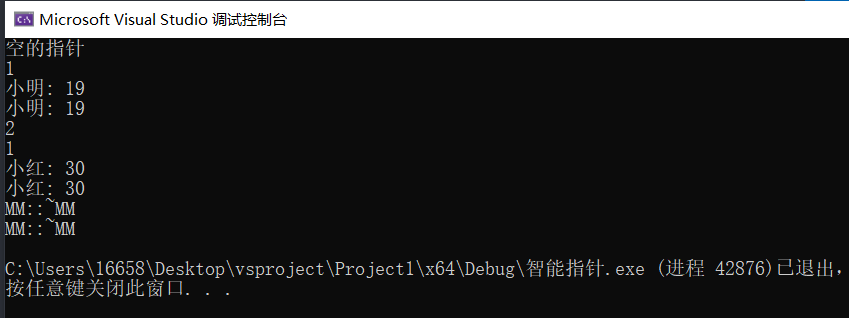 Microsoft Visual Studio 调试控制台
空的指针
1
小明: 19
小明: 19
2
1
小红: 30
小红: 30
MM::~MM
MM::~MM
C:\Users\16658\Desktop\vsproject\Project1\x64\Debug\智能指针.exe (进程 42876)已退出，
按任意键关闭此窗口. . .